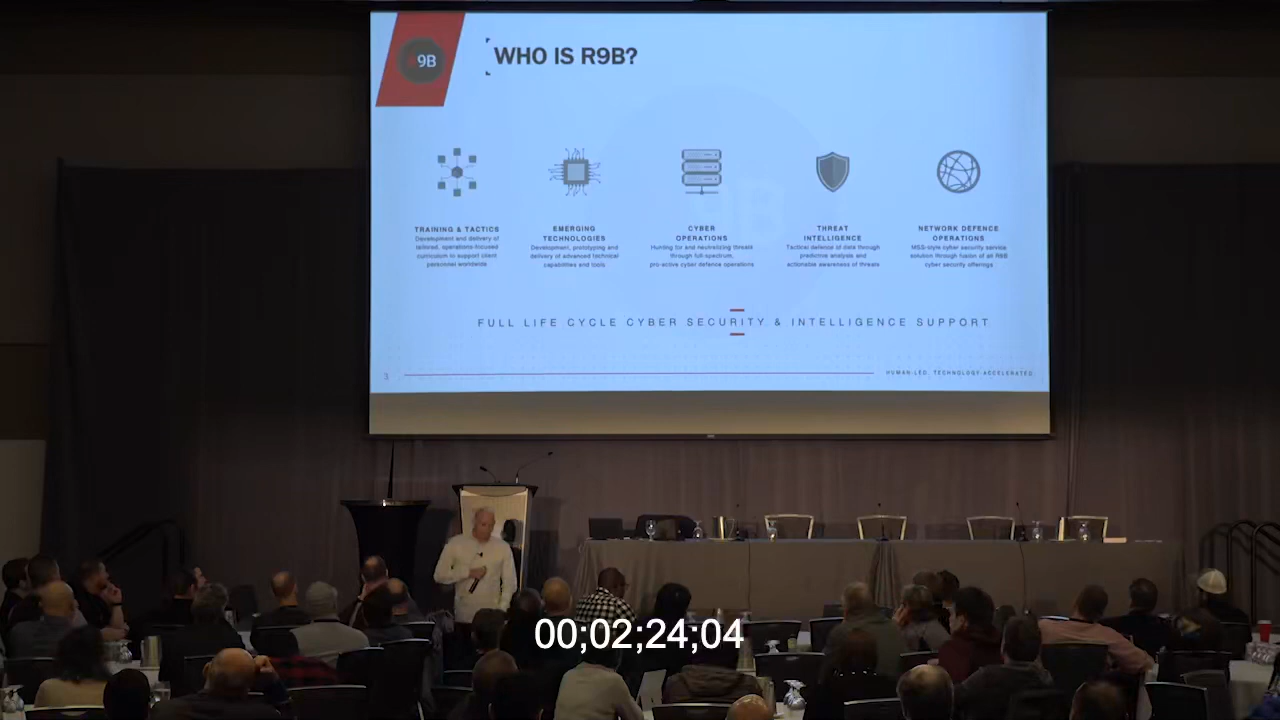 9B
WHO IS R9B?
TRAINING & TACTICS
Development and delivery of
tailored, operations-focused
curriculum to support client
personnel worldwide
EMERGING
TECHNOLOGIES
Development, prototyping and
delivery of advanced technical
capabilities and tools
CYBER
OPERATIONS
Hunting for and neutralizing threats
through full-spectrum,
pro-active cyber defence operations
THREAT
INTELLIGENCE
Tactical defence of data through
predictive analysis and
actionable awareness of threats
NETWORK DEFENCE
OPERATIONS
MSS-style cyber security service
solution through fusion of all R9B
cyber security offerings
FULL LIFE CYCLE CYBER SECURITY & INTELLIGENCE SUPPORT
3
HUMAN-LED, TECHNOLOGY-ACCELERATED
00;02;24;04